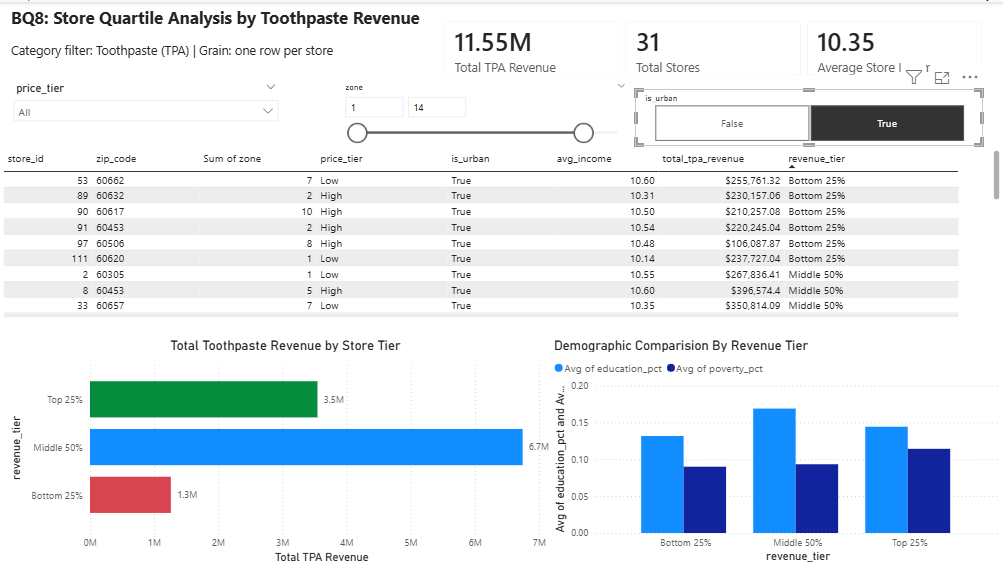 BQ8: Store Quartile Analysis by Toothpaste Revenue
Category filter: Toothpaste (TPA) | Grain: one row per store
11.55M
Total TPA Revenue
31
Total Stores
10.35
Average Store
price_tier
All
zone
1 14
is_urban
False True
store_id zip_code Sum of zone price_tier is_urban avg_income total_tpa_revenue revenue_tier
53 60662 7 Low True 10.60 $255,761.32 Bottom 25%
89 60632 2 High True 10.31 $230,157.06 Bottom 25%
90 60617 10 High True 10.50 $210,257.08 Bottom 25%
91 60453 2 High True 10.54 $220,245.04 Bottom 25%
97 60506 8 High True 10.48 $106,087.87 Bottom 25%
111 60620 1 Low True 10.14 $237,727.04 Bottom 25%
2 60305 1 Low True 10.55 $267,836.41 Middle 50%
8 60453 5 High True 10.60 $396,574.4 Middle 50%
33 60657 7 Low True 10.35 $350,814.09 Middle 50%
Total Toothpaste Revenue by Store Tier
revenue_tier
Top 25% 3.5M
Middle 50% 6.7M
Bottom 25% 1.3M
0M 1M 2M 3M 4M 5M 6M 7M
Total TPA Revenue
Demographic Comparision By Revenue Tier
Avg of education_pct Avg of poverty_pct
Avg of education_pct and Av...
0.20
0.15
0.10
0.05
0.00
Bottom 25% Middle 50% Top 25%
revenue_tier